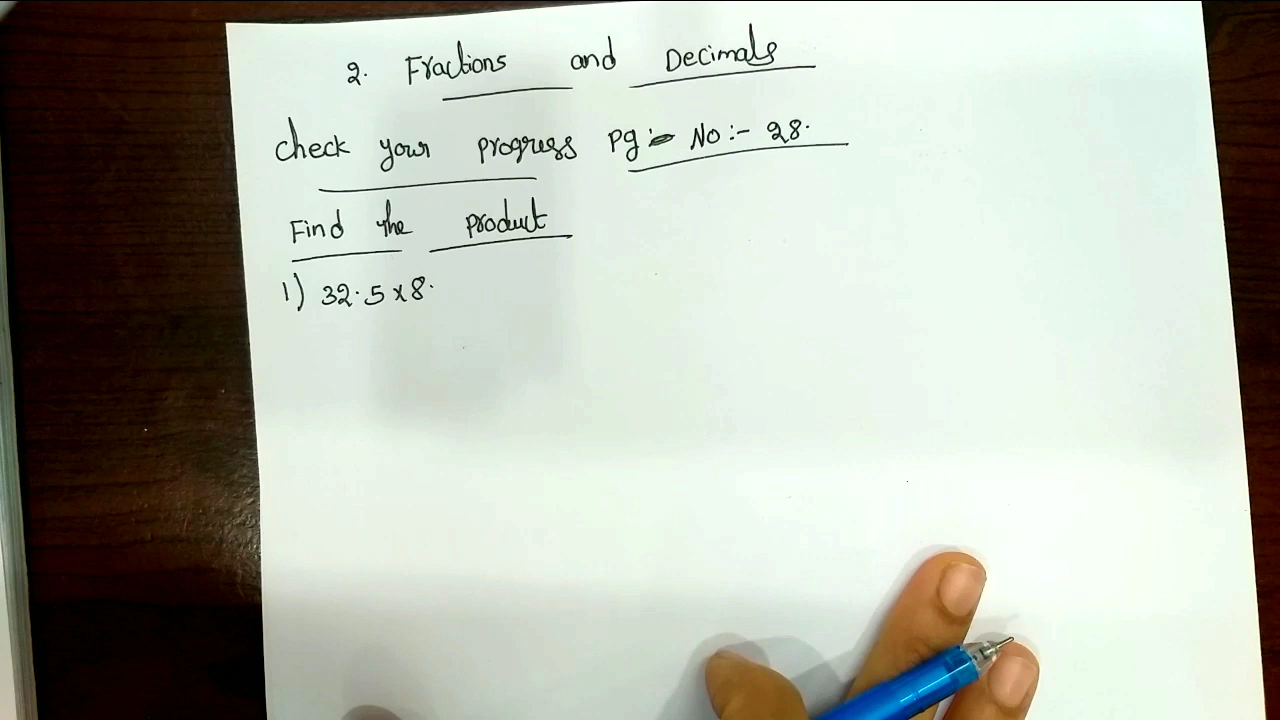 2. Fractions and Decimals
Check your progress Pg:- No:- 28.
Find the product
1) 32.5 x 8.